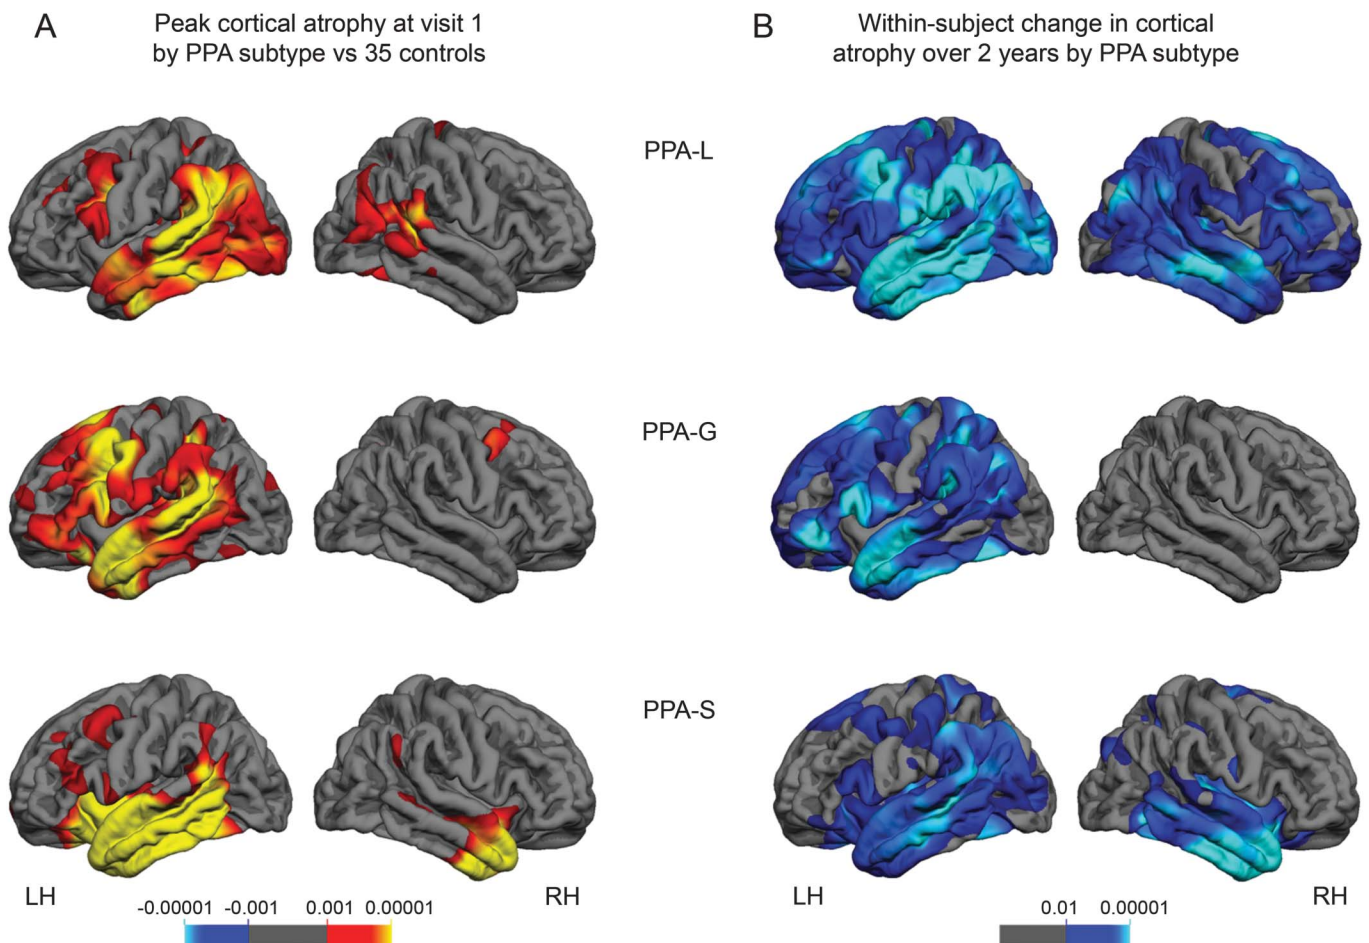 A
Peak cortical atrophy at visit 1
by PPA subtype vs 35 controls
B
Within-subject change in cortical
atrophy over 2 years by PPA subtype
PPA-L
PPA-G
PPA-S
LH
RH
LH
RH
-0.00001 -0.001 0.001 0.00001
0.01 0.00001